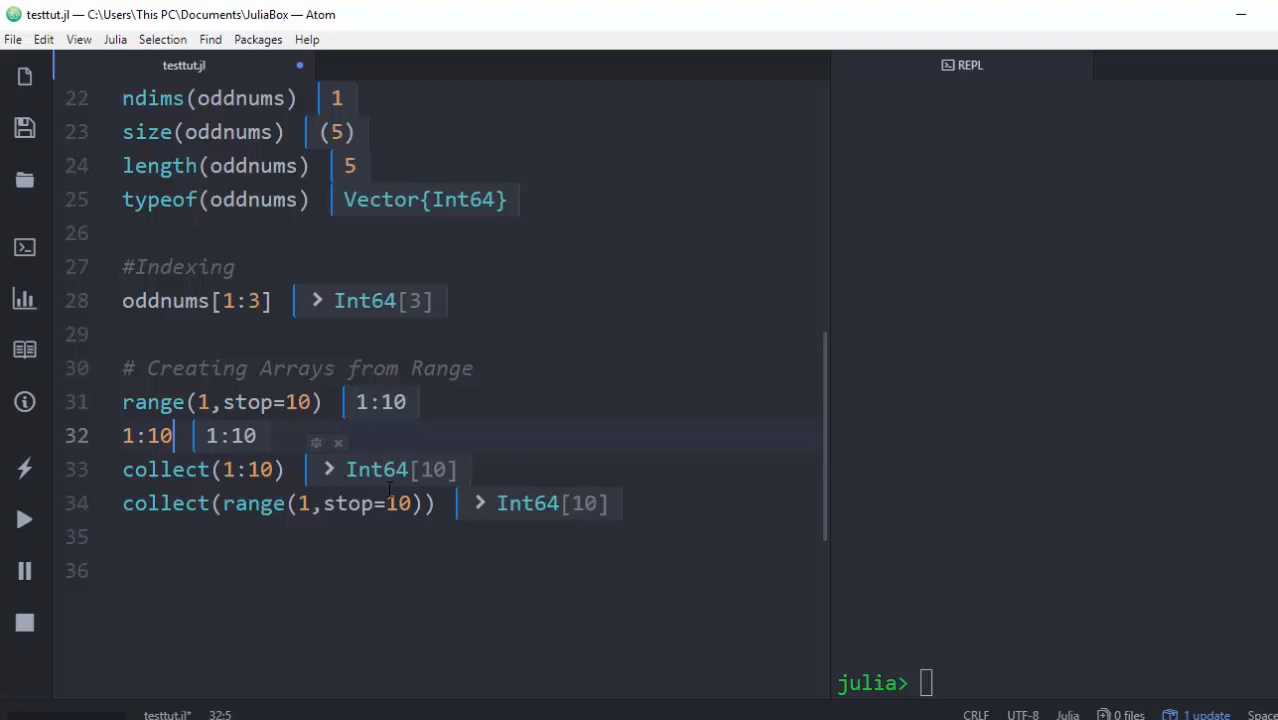 testtut.jl — C:\Users\This PC\Documents\JuliaBox — Atom
File Edit View Julia Selection Find Packages Help
testtut.jl
REPL
22 ndims(oddnums) 1
23 size(oddnums) (5)
24 length(oddnums) 5
25 typeof(oddnums) Vector{Int64}
26
27 #Indexing
28 oddnums[1:3] > Int64[3]
29
30 # Creating Arrays from Range
31 range(1,stop=10) 1:10
32 1:10 1:10
33 collect(1:10) > Int64[10]
34 collect(range(1,stop=10)) > Int64[10]
35
36
julia>
testtut.jl* 32:5 CRLF UTF-8 Julia 0 files 1 update Space